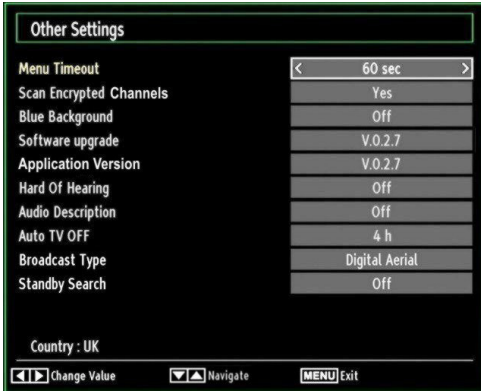 Other Settings
Menu Timeout < 60 sec >
Scan Encrypted Channels Yes
Blue Background Off
Software upgrade V.0.2.7
Application Version V.0.2.7
Hard Of Hearing Off
Audio Description Off
Auto TV OFF 4 h
Broadcast Type Digital Aerial
Standby Search Off
Country : UK
Change Value Navigate MENU Exit